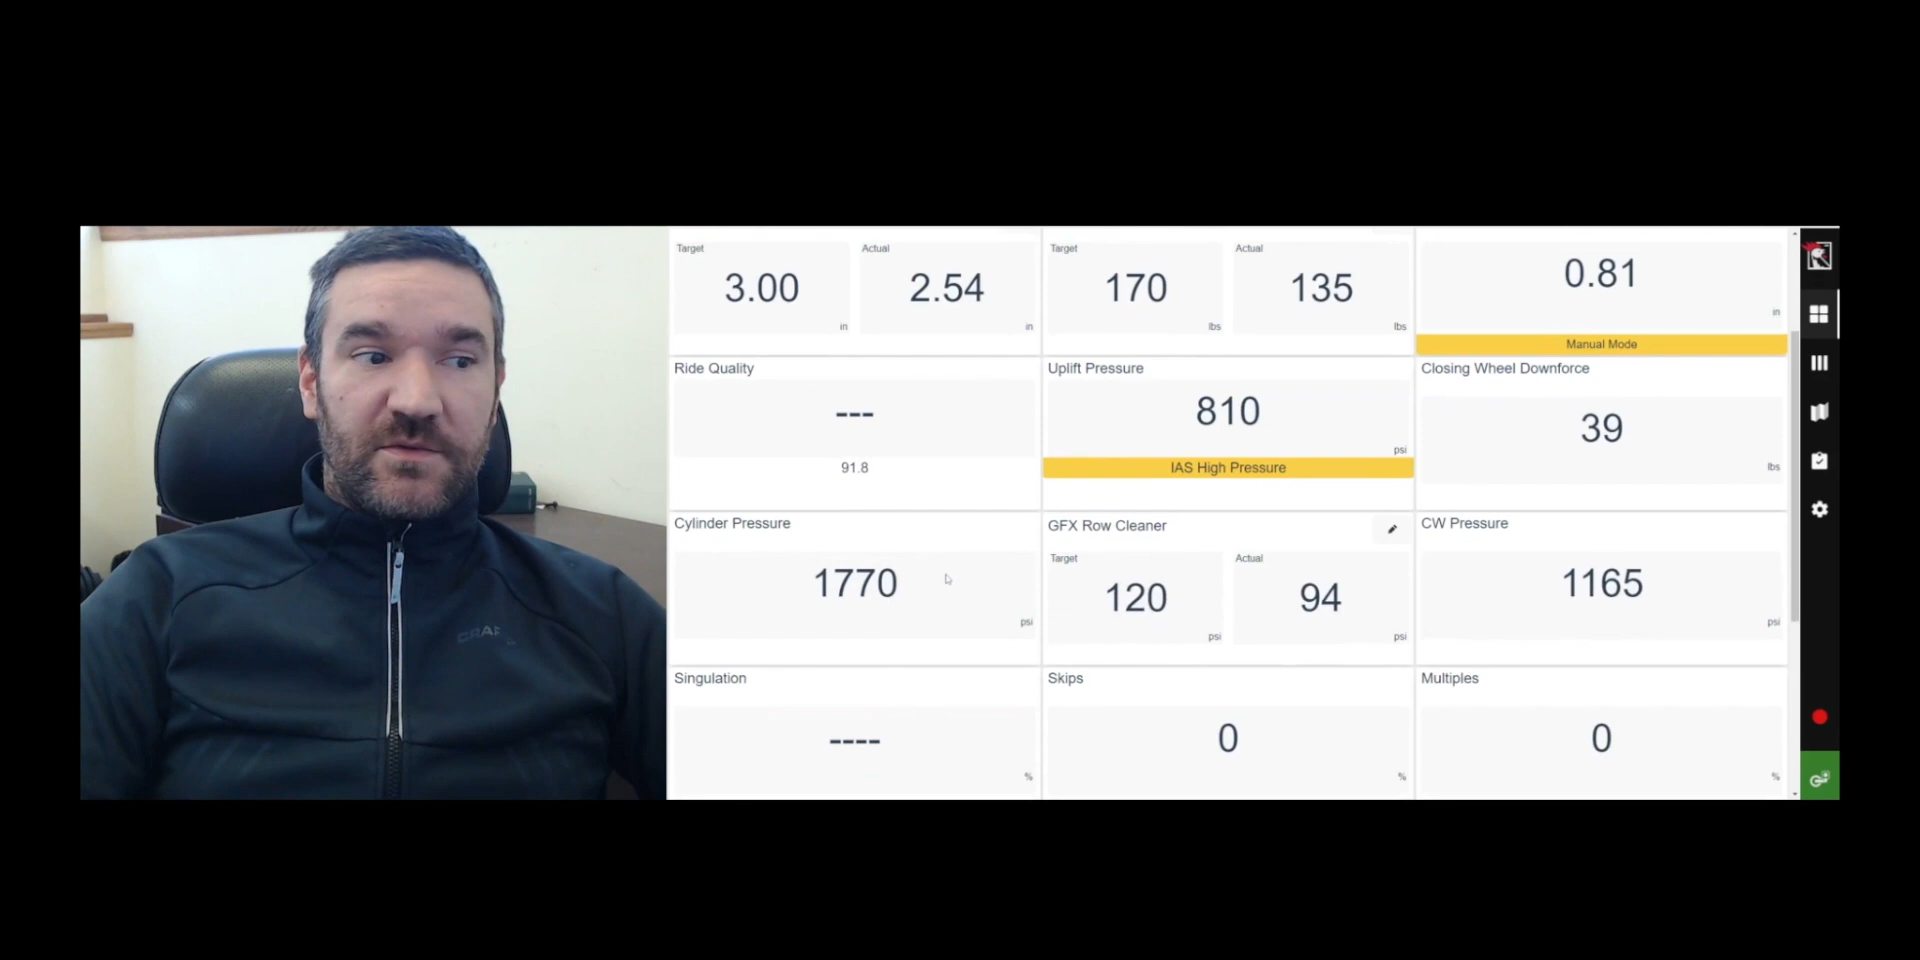 Target
Actual
3.00
2.54
in
in
Target
Actual
170
135
lbs
lbs
0.81
in
Manual Mode
Ride Quality
---
91.8
Uplift Pressure
810
psi
IAS High Pressure
Closing Wheel Downforce
39
lbs
Cylinder Pressure
1770
psi
GFX Row Cleaner
Target
Actual
120
94
psi
psi
CW Pressure
1165
psi
Singulation
----
%
Skips
0
%
Multiples
0
%